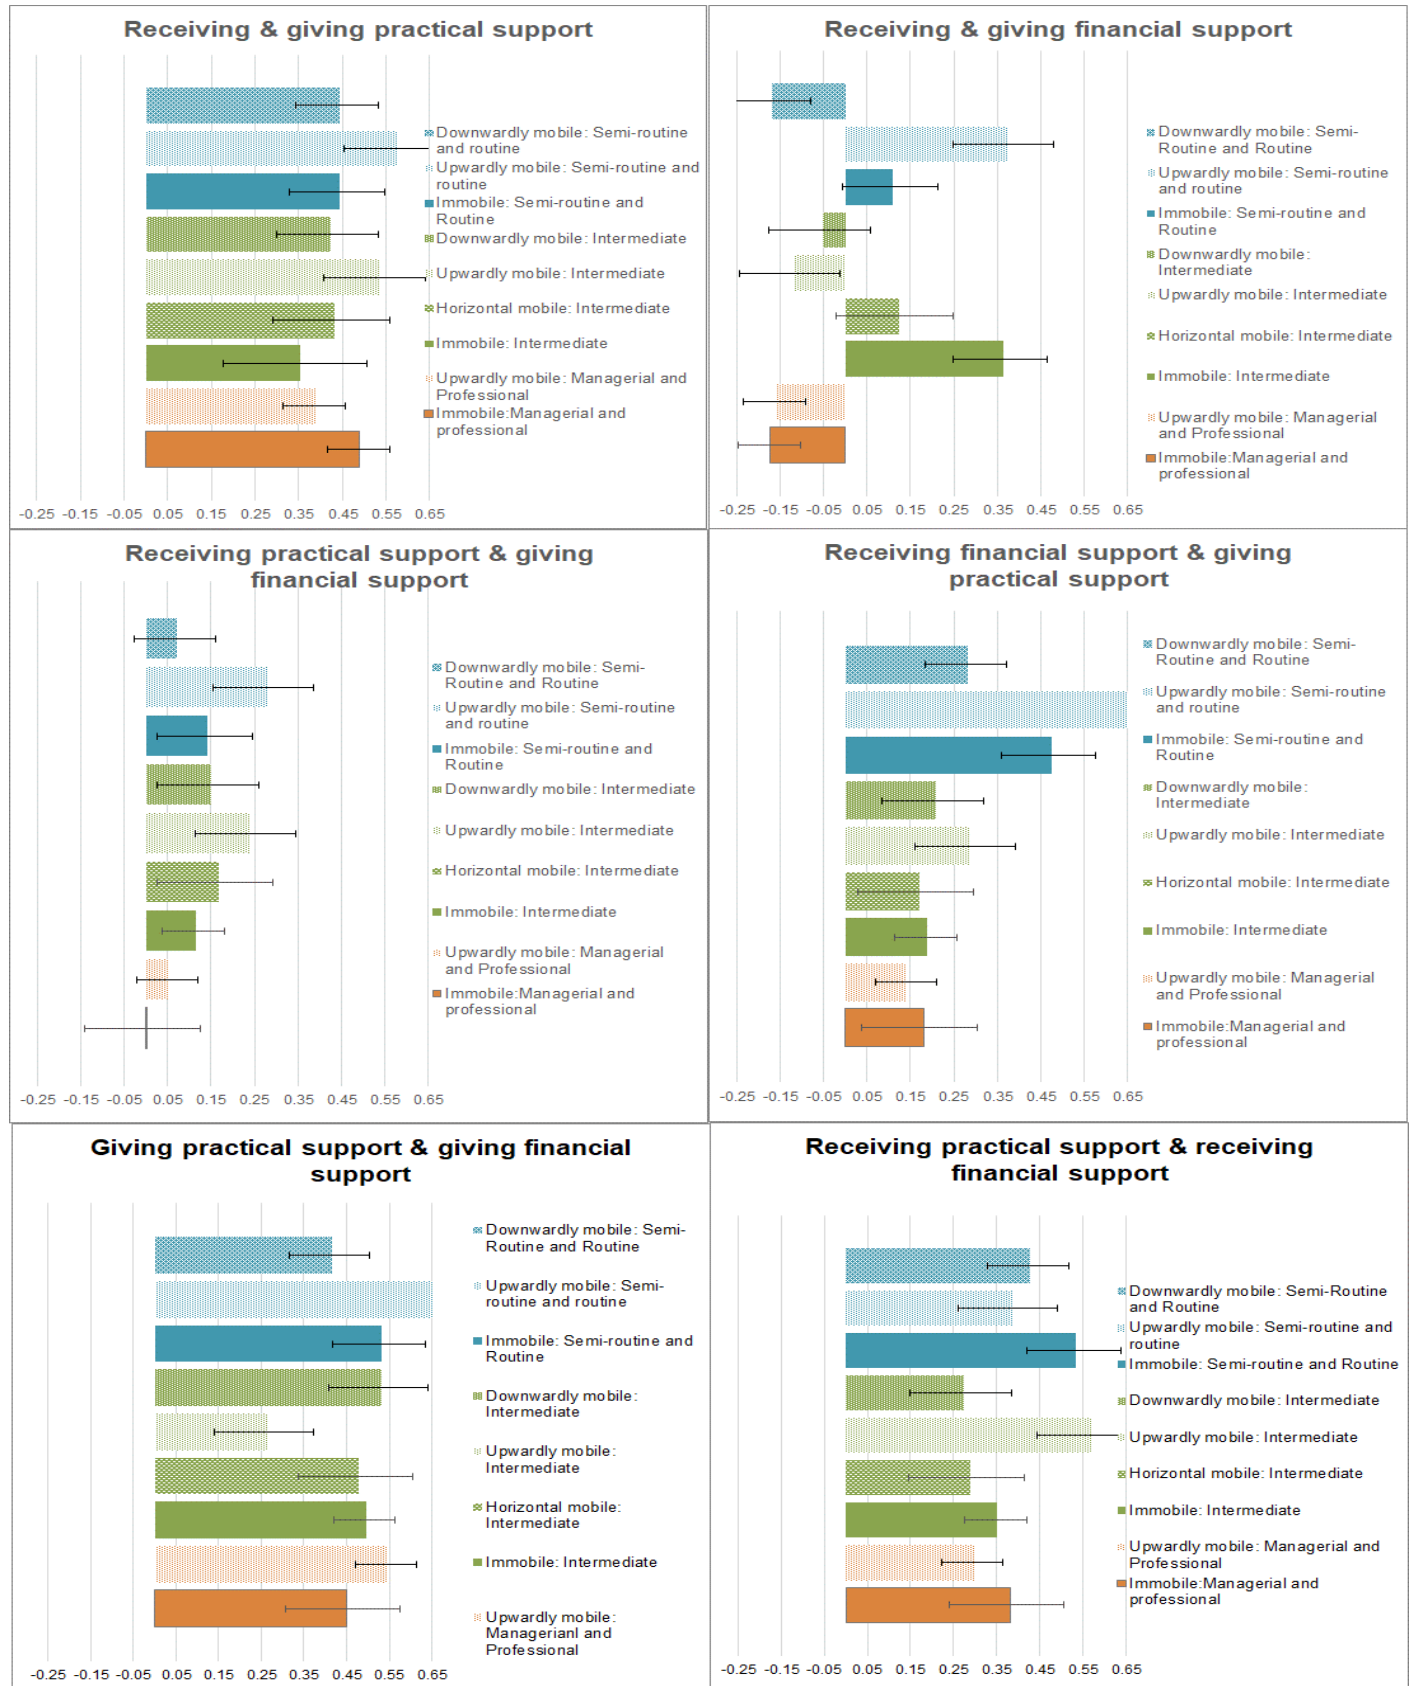 Receiving & giving practical support
Downwardly mobile: Semi-routine
and routine
Upwardly mobile: Semi-routine and
routine
Immobile: Semi-routine and
Routine
Downwardly mobile: Intermediate
Upwardly mobile: Intermediate
Horizontal mobile: Intermediate
Immobile: Intermediate
Upwardly mobile: Managerial and
Professional
Immobile:Managerial and
professional
-0.25 -0.15 -0.05 0.05 0.15 0.25 0.35 0.45 0.55 0.65
Receiving & giving financial support
Downwardly mobile: Semi-
Routine and Routine
Upwardly mobile: Semi-routine
and routine
Immobile: Semi-routine and
Routine
Downwardly mobile:
Intermediate
Upwardly mobile: Intermediate
Horizontal mobile: Intermediate
Immobile: Intermediate
Upwardly mobile: Managerial
and Professional
Immobile:Managerial and
professional
-0.25 -0.15 -0.05 0.05 0.15 0.25 0.35 0.45 0.55 0.65
Receiving practical support & giving
financial support
Downwardly mobile: Semi-
Routine and Routine
Upwardly mobile: Semi-routine
and routine
Immobile: Semi-routine and
Routine
Downwardly mobile: Intermediate
Upwardly mobile: Intermediate
Horizontal mobile: Intermediate
Immobile: Intermediate
Upwardly mobile: Managerial
and Professional
Immobile:Managerial and
professional
-0.25 -0.15 -0.05 0.05 0.15 0.25 0.35 0.45 0.55 0.65
Receiving financial support & giving
practical support
Downwardly mobile: Semi-
Routine and Routine
Upwardly mobile: Semi-routine
and routine
Immobile: Semi-routine and
Routine
Downwardly mobile:
Intermediate
Upwardly mobile: Intermediate
Horizontal mobile: Intermediate
Immobile: Intermediate
Upwardly mobile: Managerial
and Professional
Immobile:Managerial and
professional
-0.25 -0.15 -0.05 0.05 0.15 0.25 0.35 0.45 0.55 0.65
Giving practical support & giving financial
support
Downwardly mobile: Semi-
Routine and Routine
Upwardly mobile: Semi-
routine and routine
Immobile: Semi-routine and
Routine
Downwardly mobile:
Intermediate
Upwardly mobile:
Intermediate
Horizontal mobile:
Intermediate
Immobile: Intermediate
Upwardly mobile:
Managerianl and
Professional
-0.25 -0.15 -0.05 0.05 0.15 0.25 0.35 0.45 0.55 0.65
Receiving practical support & receiving
financial support
Downwardly mobile: Semi-Routine
and Routine
Upwardly mobile: Semi-routine and
routine
Immobile: Semi-routine and Routine
Downwardly mobile: Intermediate
Upwardly mobile: Intermediate
Horizontal mobile: Intermediate
Immobile: Intermediate
Upwardly mobile: Managerial and
Professional
Immobile:Managerial and
professional
-0.25 -0.15 -0.05 0.05 0.15 0.25 0.35 0.45 0.55 0.65